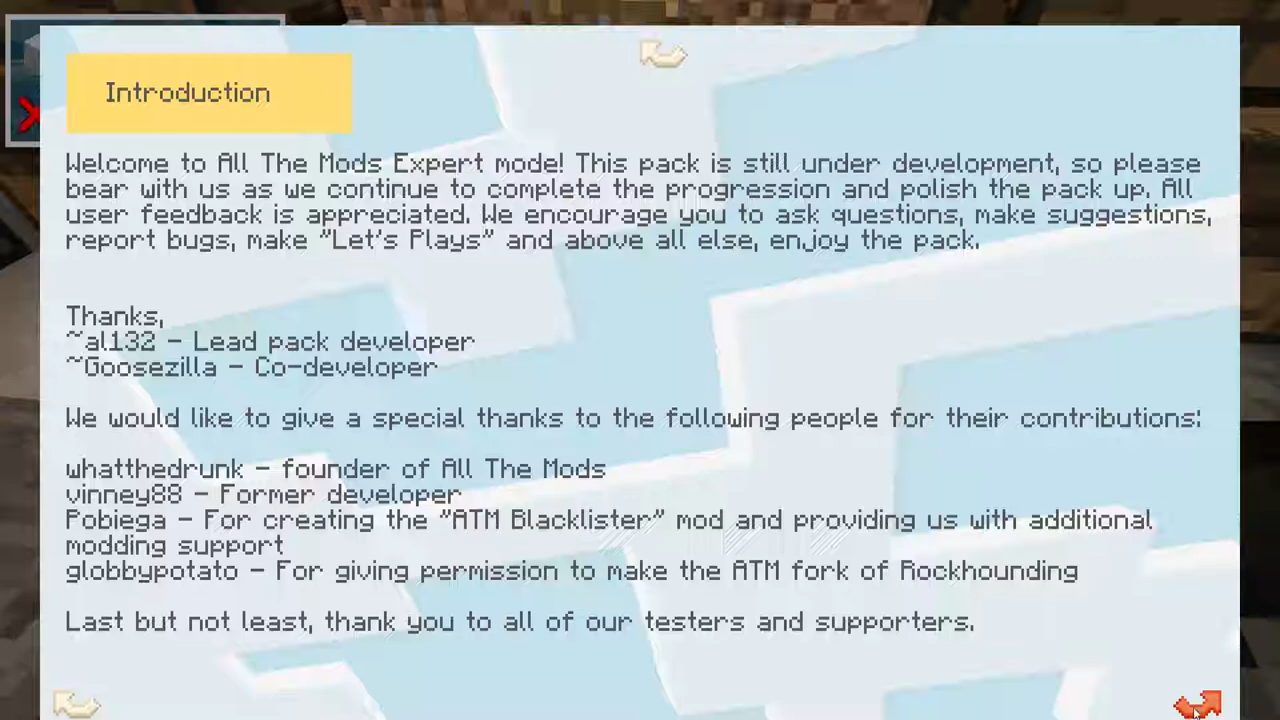 Introduction
Welcome to All The Mods Expert mode! This pack is still under development, so please
bear with us as we continue to complete the progression and polish the pack up. All
user feedback is appreciated. We encourage you to ask questions, make suggestions,
report bugs, make "Let's Plays" and above all else, enjoy the pack.
Thanks,
~al132 - Lead pack developer
~Goosezilla - Co-developer
We would like to give a special thanks to the following people for their contributions:
whatthedrunk - founder of All The Mods
vinney88 - Former developer
Pobiega - For creating the "ATM Blacklister" mod and providing us with additional
modding support
globbypotato - For giving permission to make the ATM fork of Rockhounding
Last but not least, thank you to all of our testers and supporters.